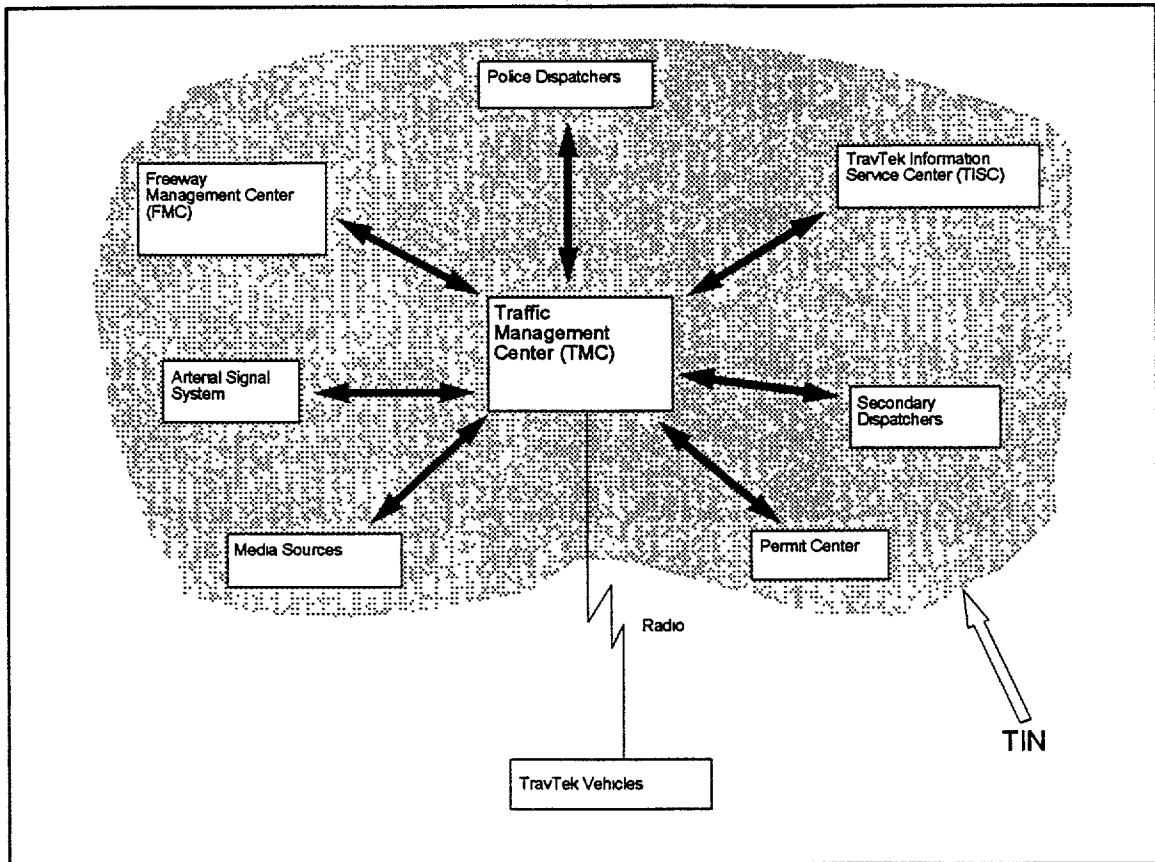 Police Dispatchers
Freeway
Management Center
(FMC)
TravTek Information
Service Center (TISC)
Traffic
Management
Center (TMC)
Arterial Signal
System
Secondary
Dispatchers
Media Sources
Permit Center
Radio
TIN
TravTek Vehicles